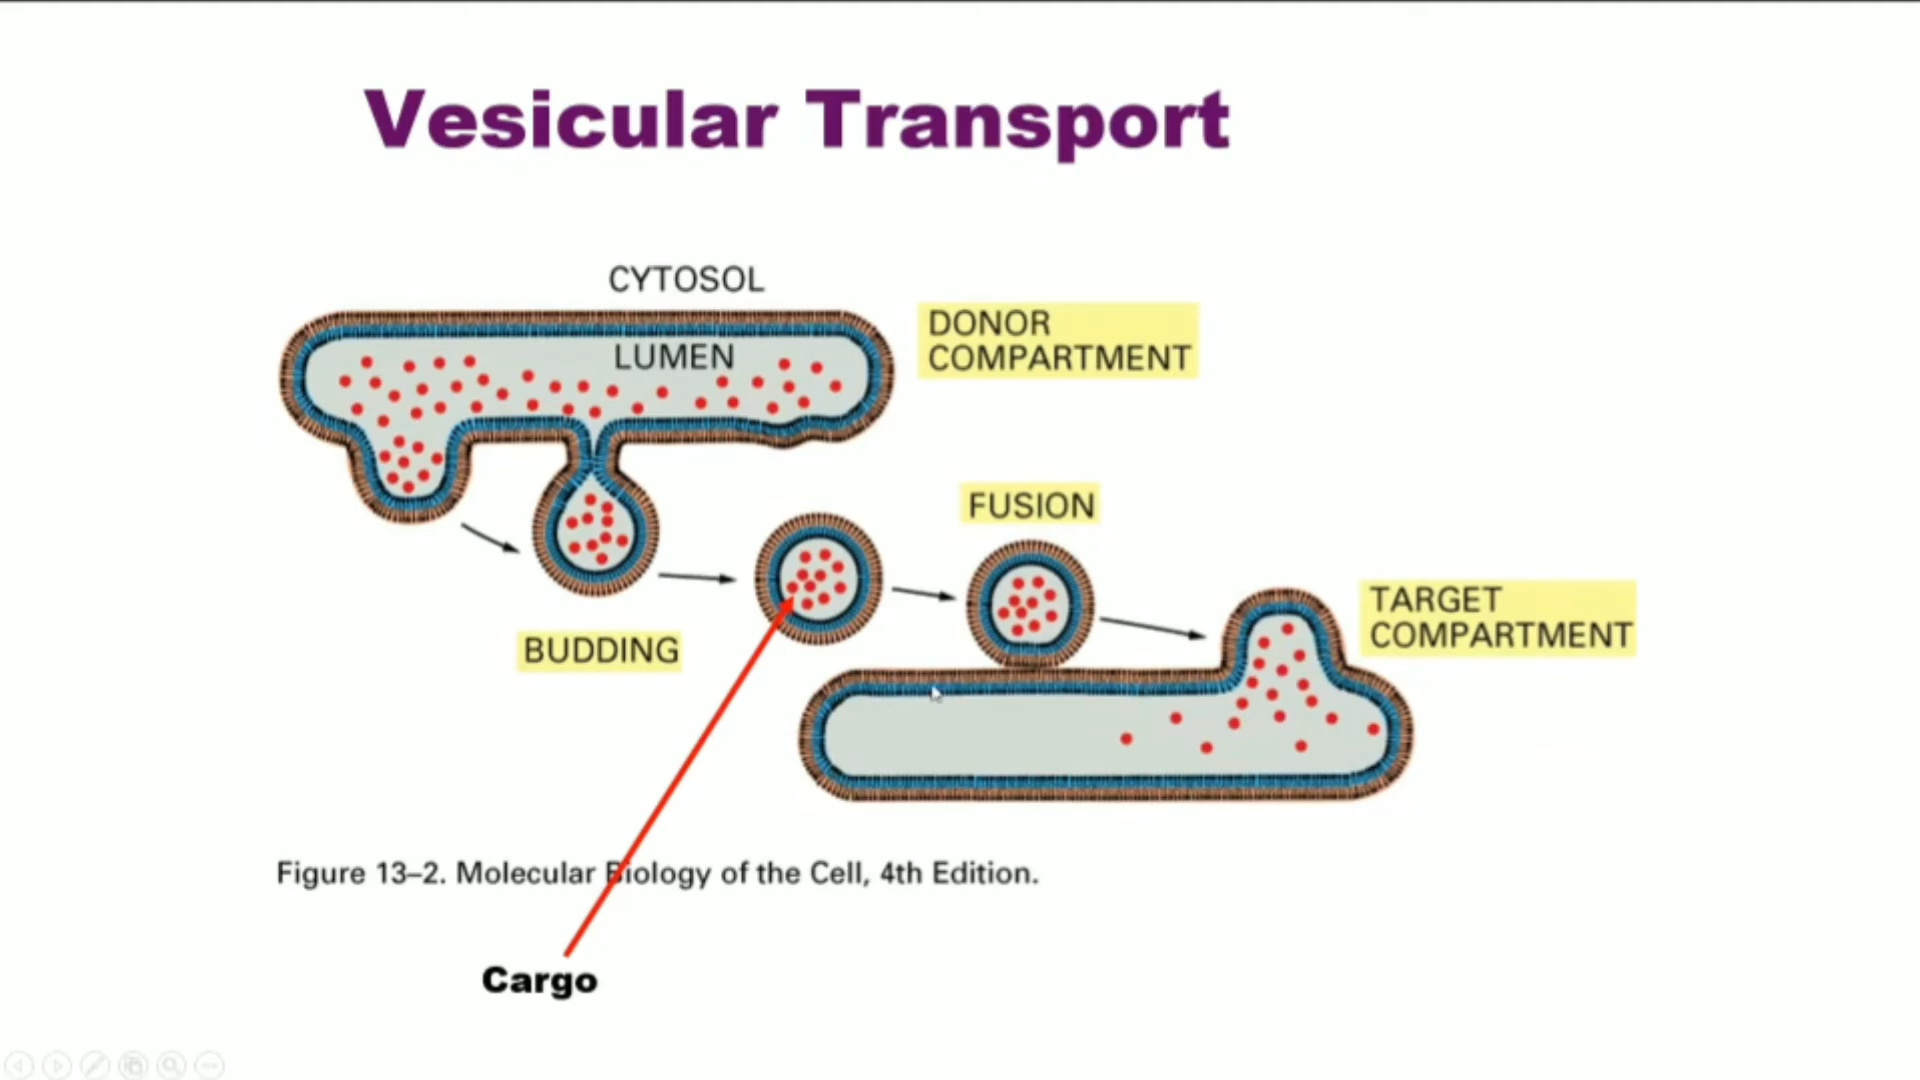 Vesicular Transport
CYTOSOL
LUMEN
DONOR
COMPARTMENT
FUSION
BUDDING
TARGET
COMPARTMENT
Figure 13–2. Molecular Biology of the Cell, 4th Edition.
Cargo